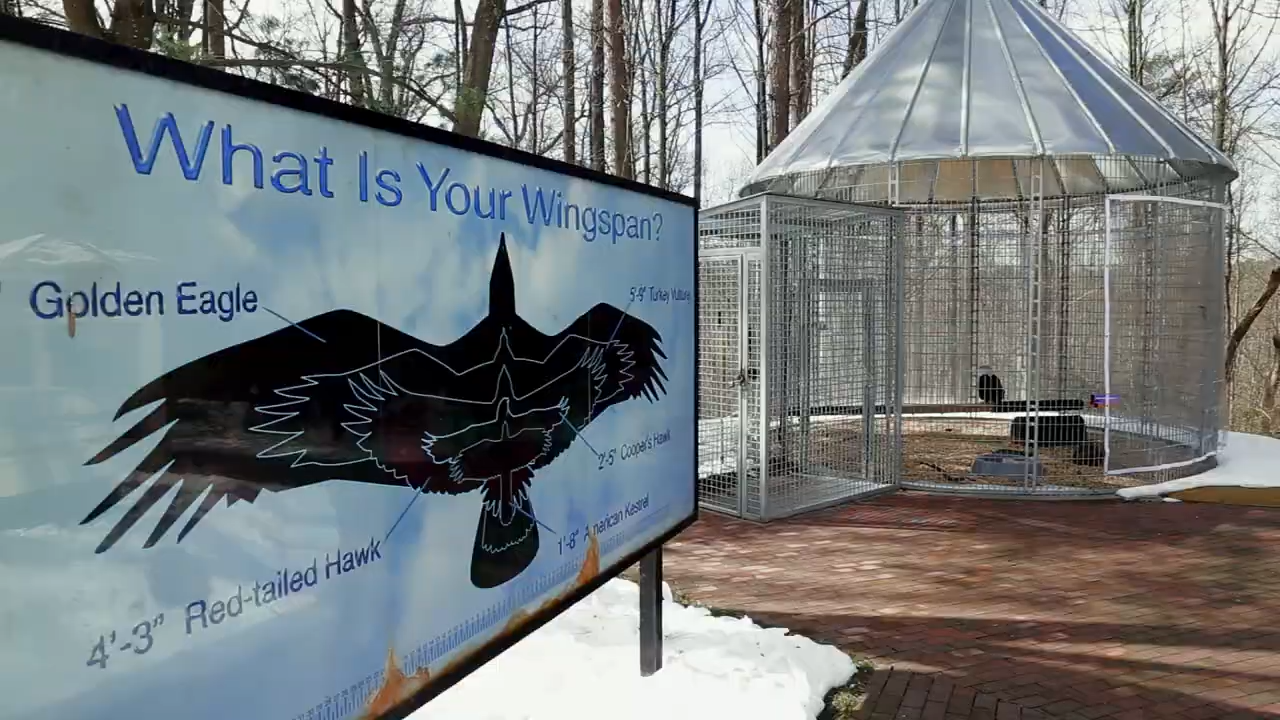 What Is Your Wingspan?
Golden Eagle
5'-9" Turkey Vulture
2'-5" Cooper's Hawk
1'-8" American Kestrel
4'-3" Red-tailed Hawk